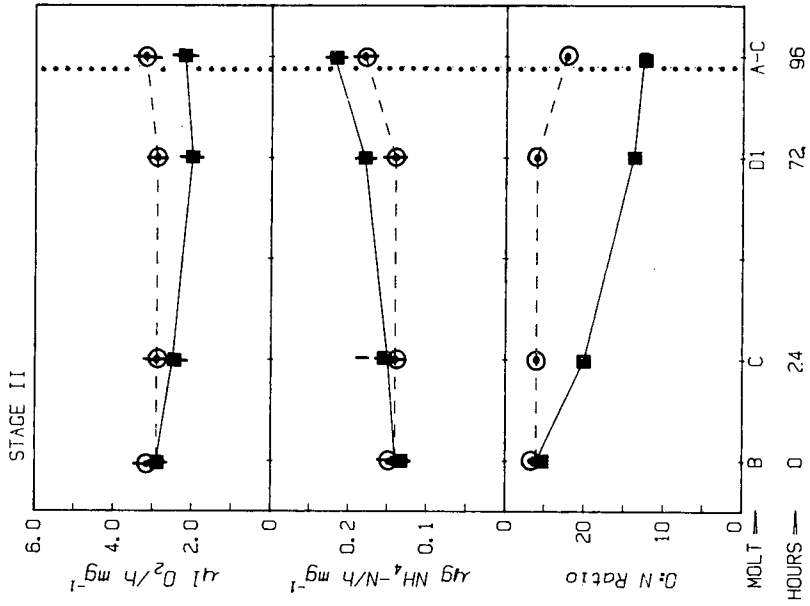 STAGE II
6.0
4.0
2.0
0
µl O₂/h mg⁻¹
0.2
0.1
0
µg NH₄-N/h mg⁻¹
20
10
0
O:N Ratio
MOLT → B C D1 A-C
HOURS → 0 24 72 96